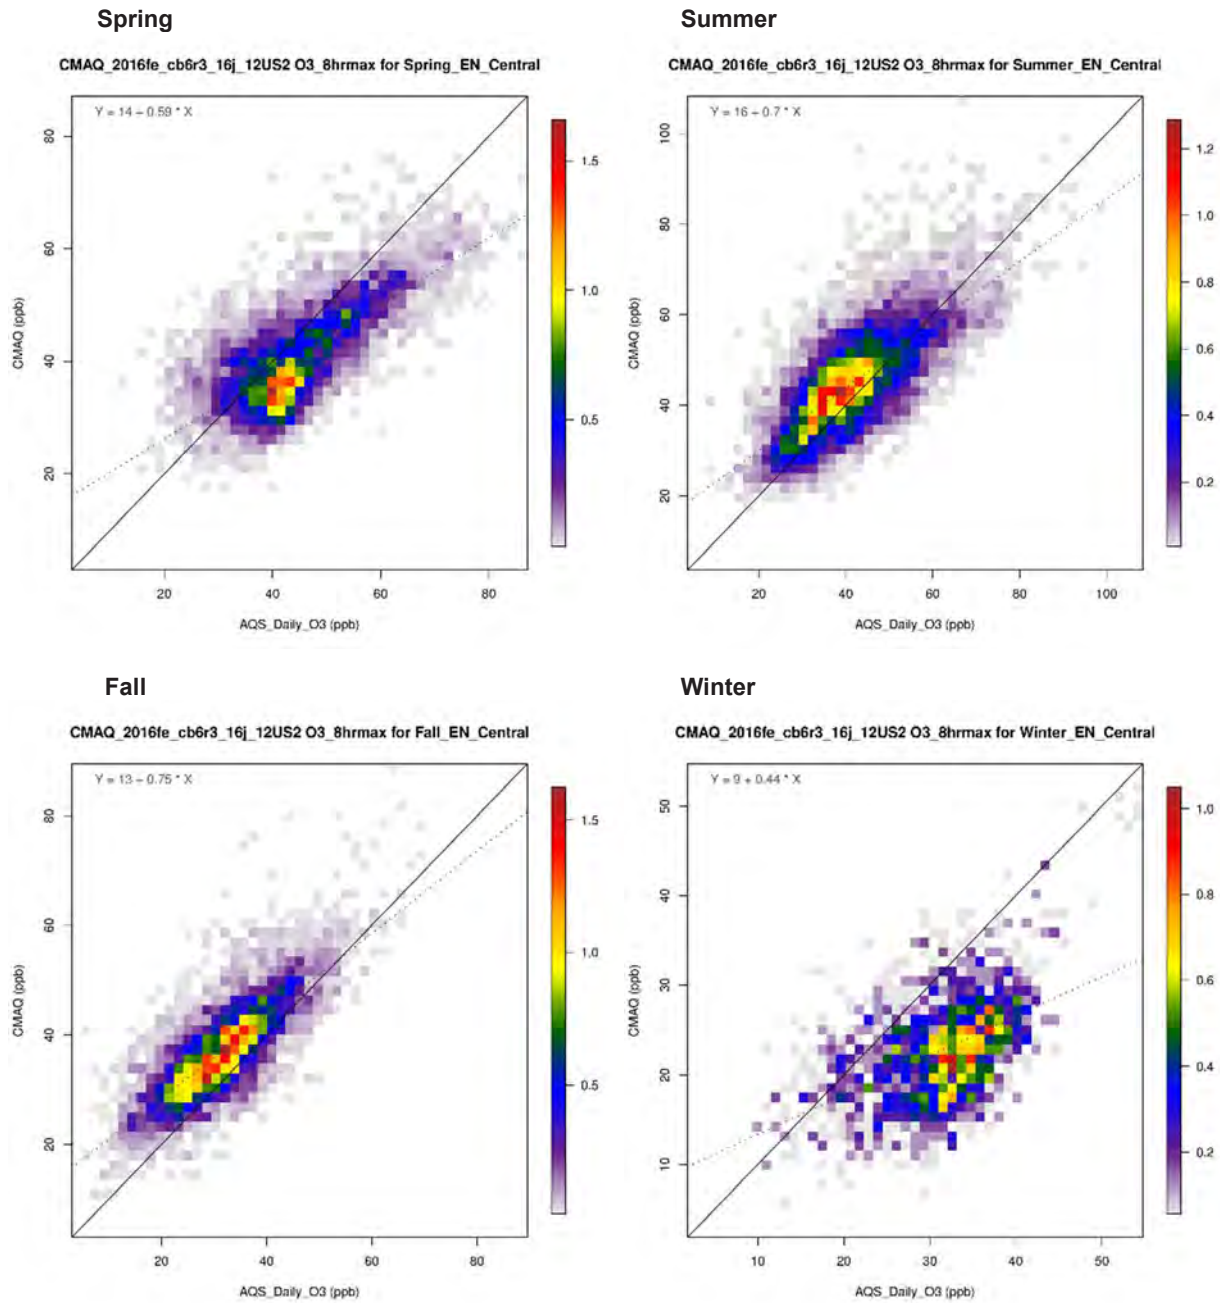 Spring
Summer
CMAQ_2016fe_cb6r3_16j_12US2 O3_8hrmax for Spring_EN_Central
CMAQ_2016fe_cb6r3_16j_12US2 O3_8hrmax for Summer_EN_Central
Y = 14 + 0.59 * X
Y = 16 + 0.7 * X
CMAQ (ppb)
80
60
40
20
20
40
60
80
AQS_Daily_O3 (ppb)
1.5
1.0
0.5
CMAQ (ppb)
100
80
60
40
20
20
40
60
80
100
AQS_Daily_O3 (ppb)
1.2
1.0
0.8
0.6
0.4
0.2
Fall
Winter
CMAQ_2016fe_cb6r3_16j_12US2 O3_8hrmax for Fall_EN_Central
CMAQ_2016fe_cb6r3_16j_12US2 O3_8hrmax for Winter_EN_Central
Y = 13 + 0.75 * X
Y = 9 + 0.44 * X
CMAQ (ppb)
80
60
40
20
20
40
60
80
AQS_Daily_O3 (ppb)
1.5
1.0
0.5
CMAQ (ppb)
50
40
30
20
10
10
20
30
40
50
AQS_Daily_O3 (ppb)
1.0
0.8
0.6
0.4
0.2